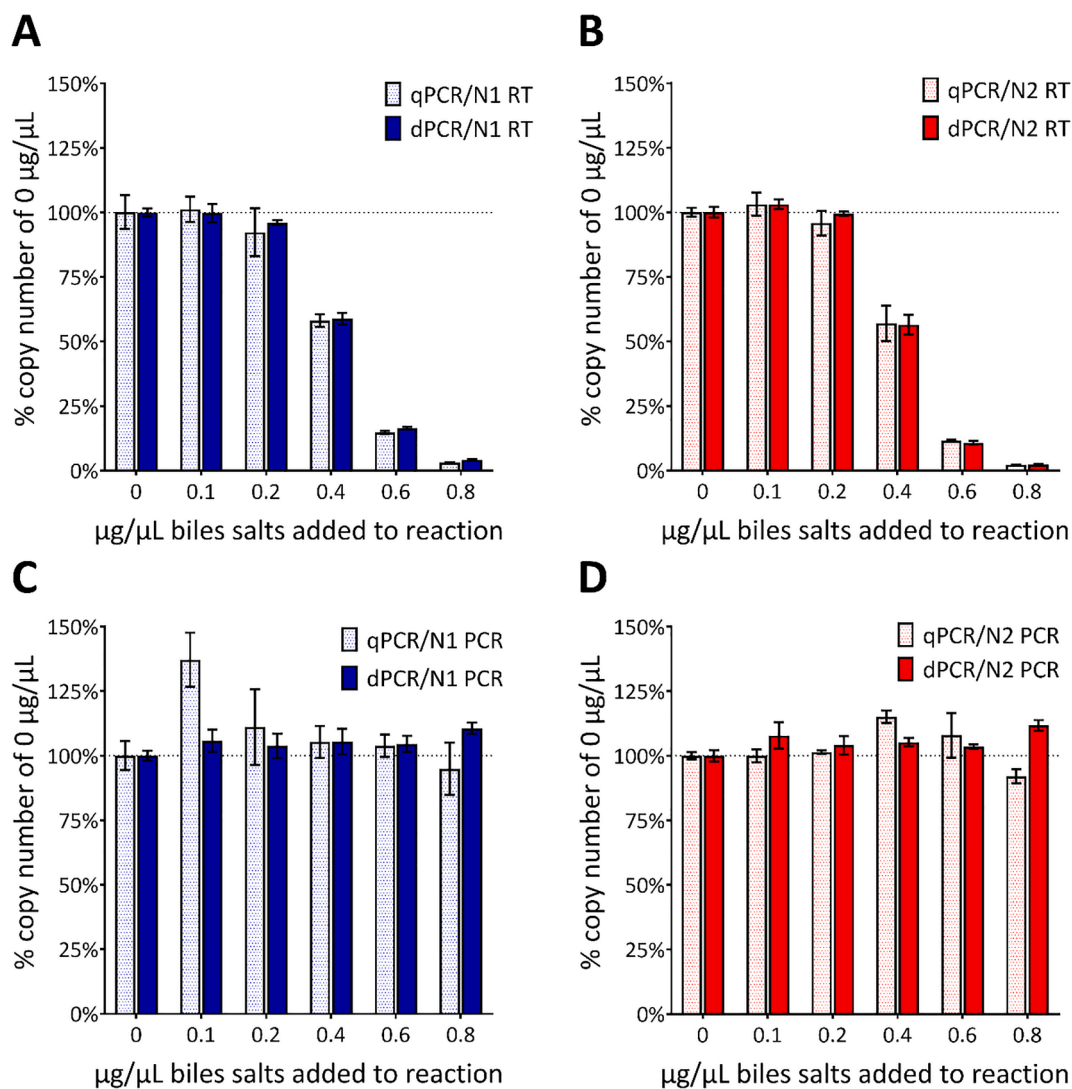 A
% copy number of 0 µg/µL
150%
125%
100%
75%
50%
25%
0%
qPCR/N1 RT
dPCR/N1 RT
0 0.1 0.2 0.4 0.6 0.8
µg/µL biles salts added to reaction
B
% copy number of 0 µg/µL
150%
125%
100%
75%
50%
25%
0%
qPCR/N2 RT
dPCR/N2 RT
0 0.1 0.2 0.4 0.6 0.8
µg/µL biles salts added to reaction
C
% copy number of 0 µg/µL
150%
125%
100%
75%
50%
25%
0%
qPCR/N1 PCR
dPCR/N1 PCR
0 0.1 0.2 0.4 0.6 0.8
µg/µL biles salts added to reaction
D
% copy number of 0 µg/µL
150%
125%
100%
75%
50%
25%
0%
qPCR/N2 PCR
dPCR/N2 PCR
0 0.1 0.2 0.4 0.6 0.8
µg/µL biles salts added to reaction